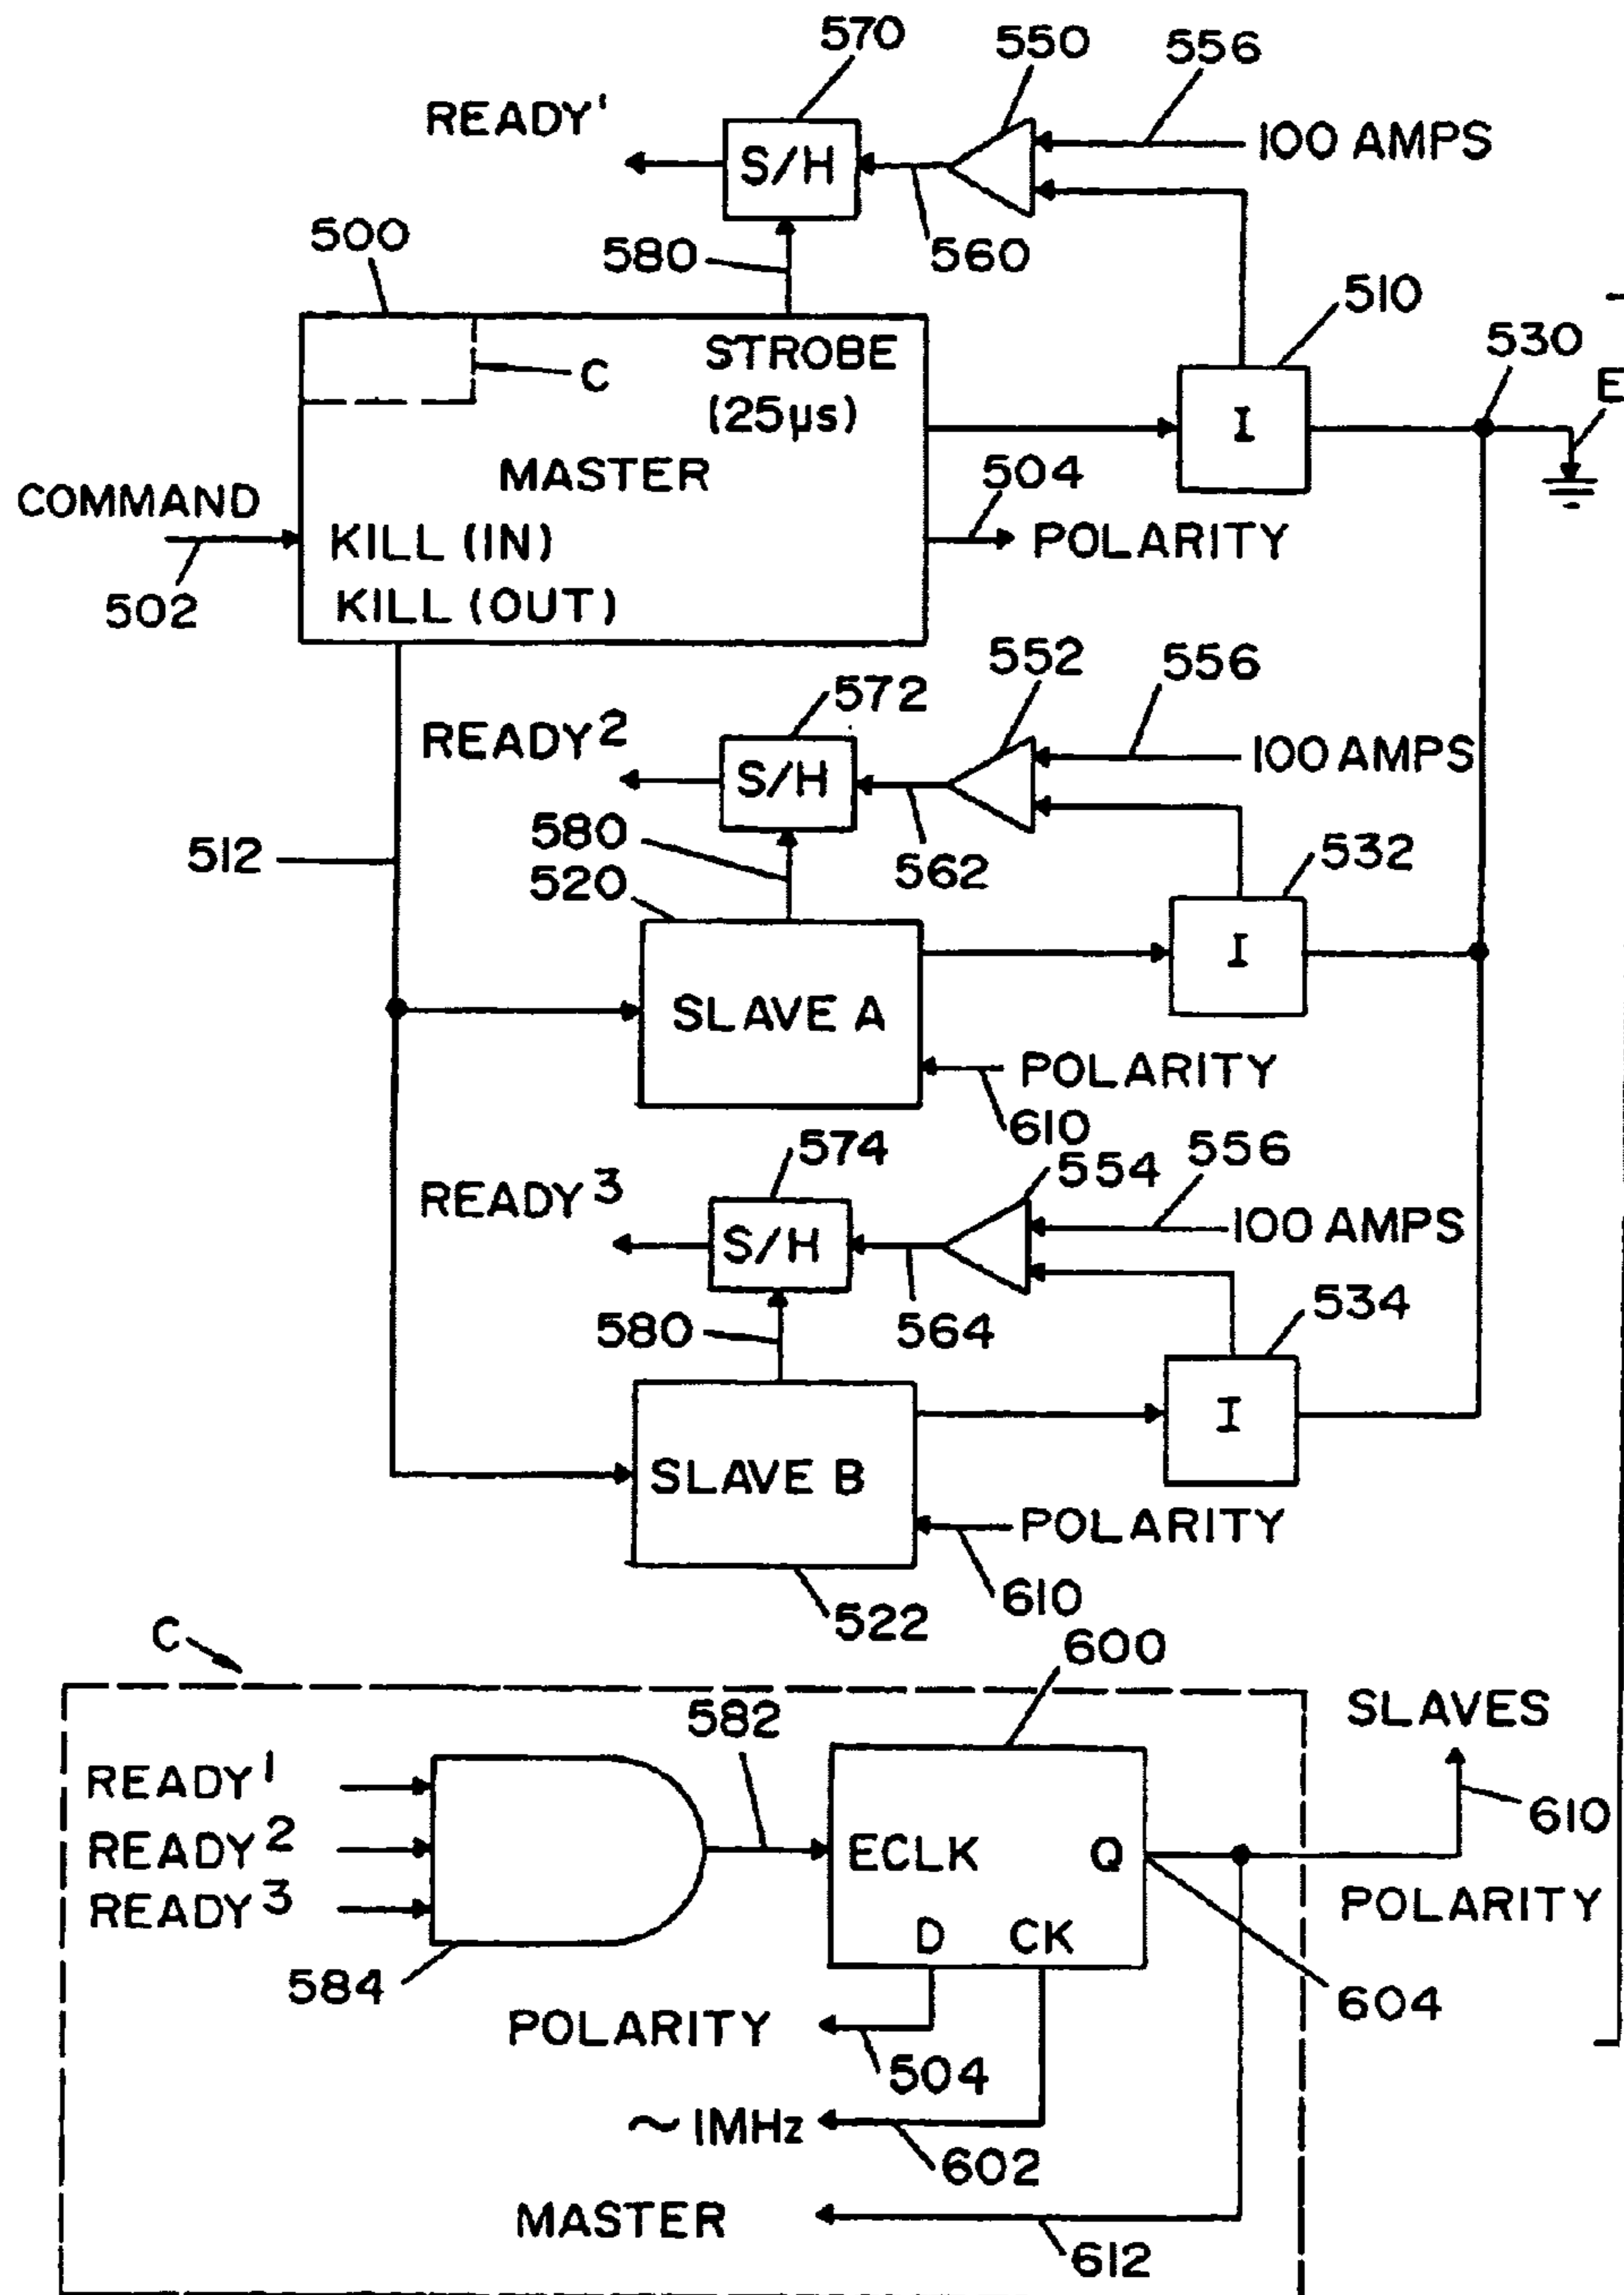 570
550
556
READY'
S/H
100 AMPS
500
580
560
510
530
E
C
STROBE
(25µs)
I
MASTER
504
COMMAND
KILL (IN)
POLARITY
502
KILL (OUT)
552
556
572
READY²
S/H
100 AMPS
580
512
520
562
532
I
SLAVE A
POLARITY
610
574
554
556
READY³
S/H
100 AMPS
580
564
534
I
SLAVE B
POLARITY
610
522
C
600
582
SLAVES
READY¹
610
READY²
ECLK
Q
READY³
POLARITY
D
CK
584
604
POLARITY
504
~1MHz
602
MASTER
612